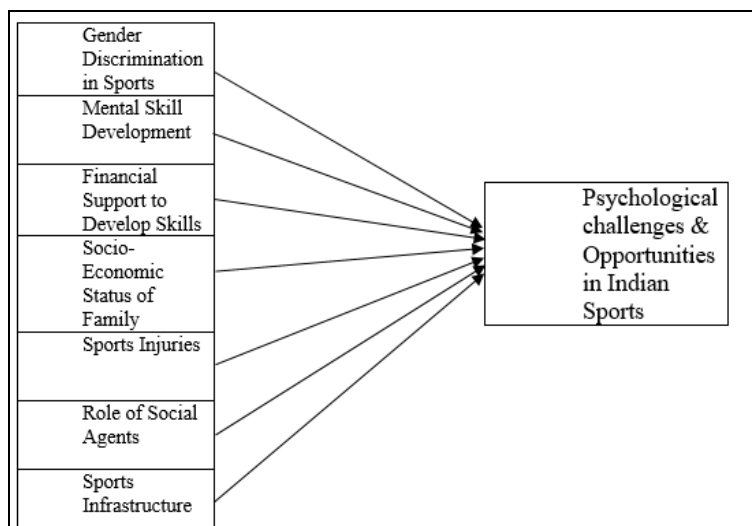 Gender
Discrimination
in Sports
Mental Skill
Development
Financial
Support to
Develop Skills
Socio-
Economic
Status of
Family
Sports Injuries
Role of Social
Agents
Sports
Infrastructure
Psychological
challenges &
Opportunities
in Indian
Sports